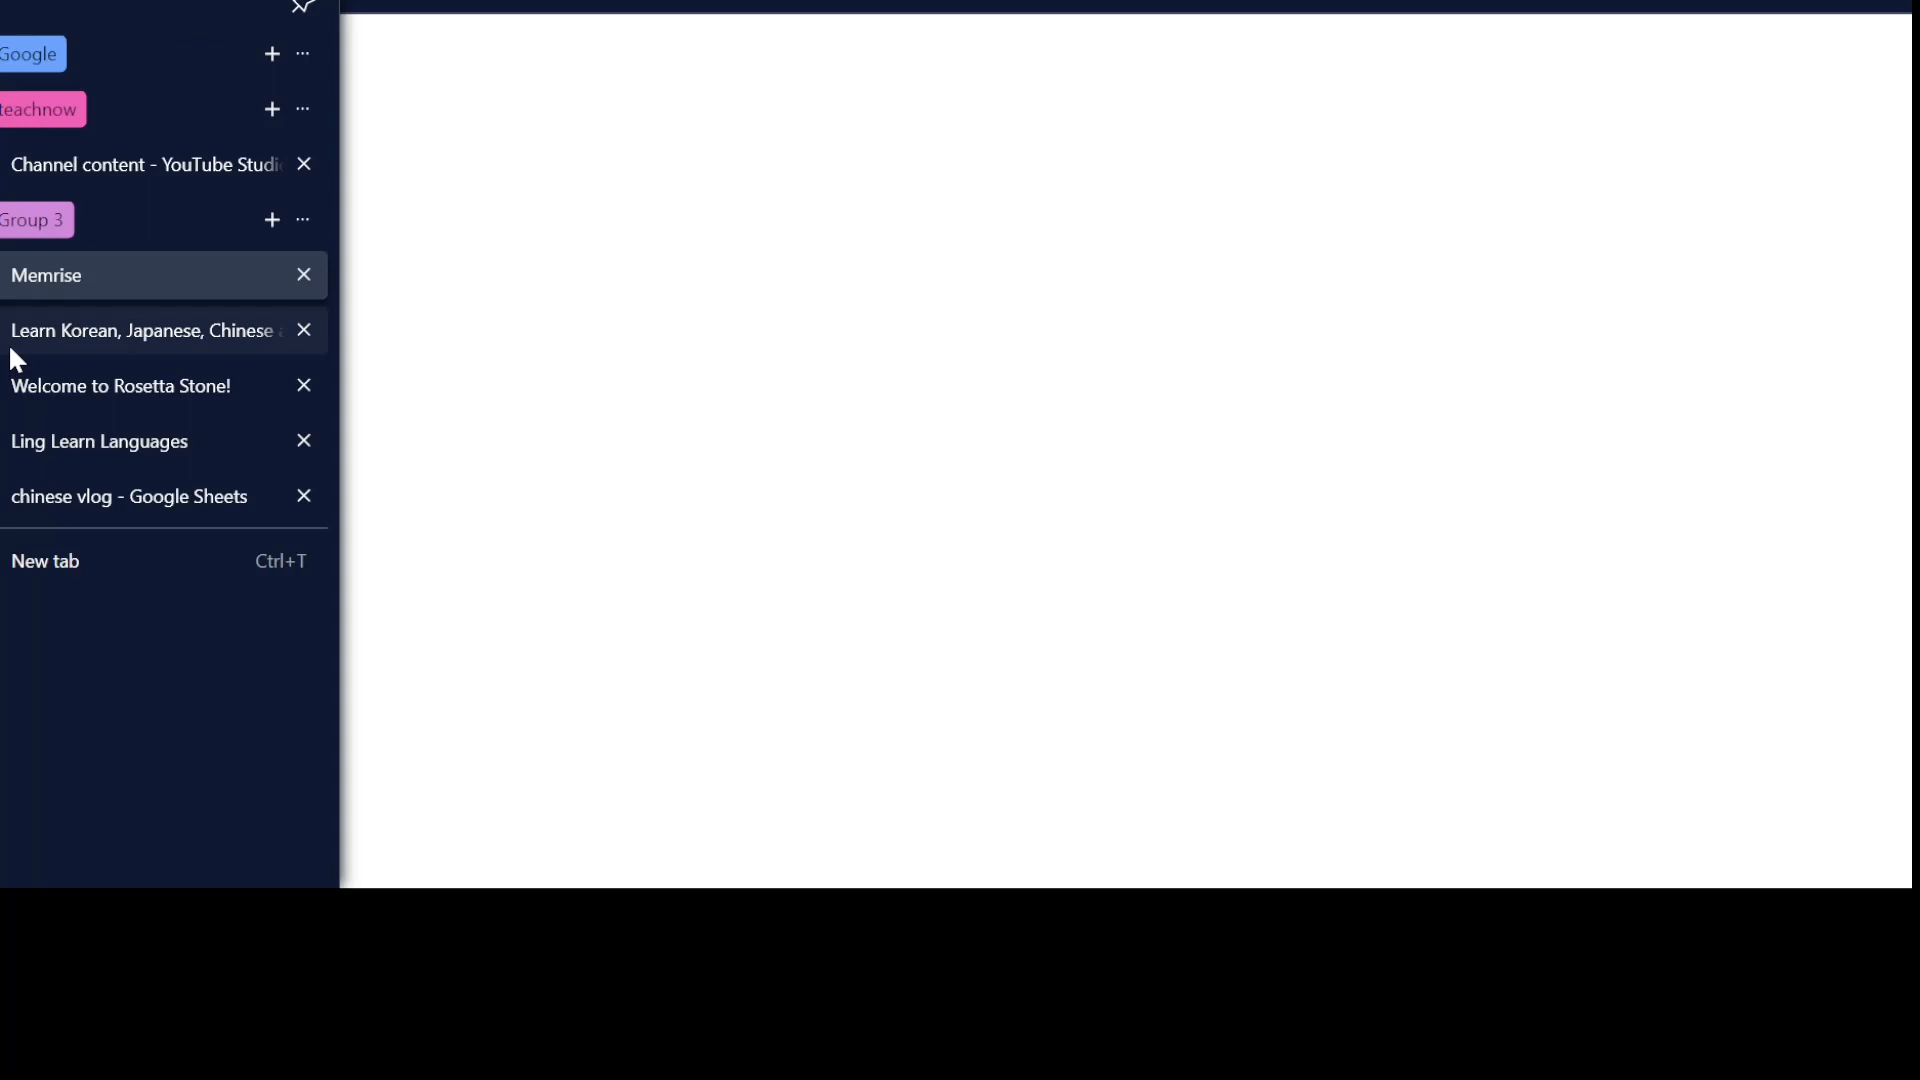 Google
teachnow
Channel content - YouTube Studi
Group 3
Memrise
Learn Korean, Japanese, Chinese
Welcome to Rosetta Stone!
Ling Learn Languages
chinese vlog - Google Sheets
New tab Ctrl+T